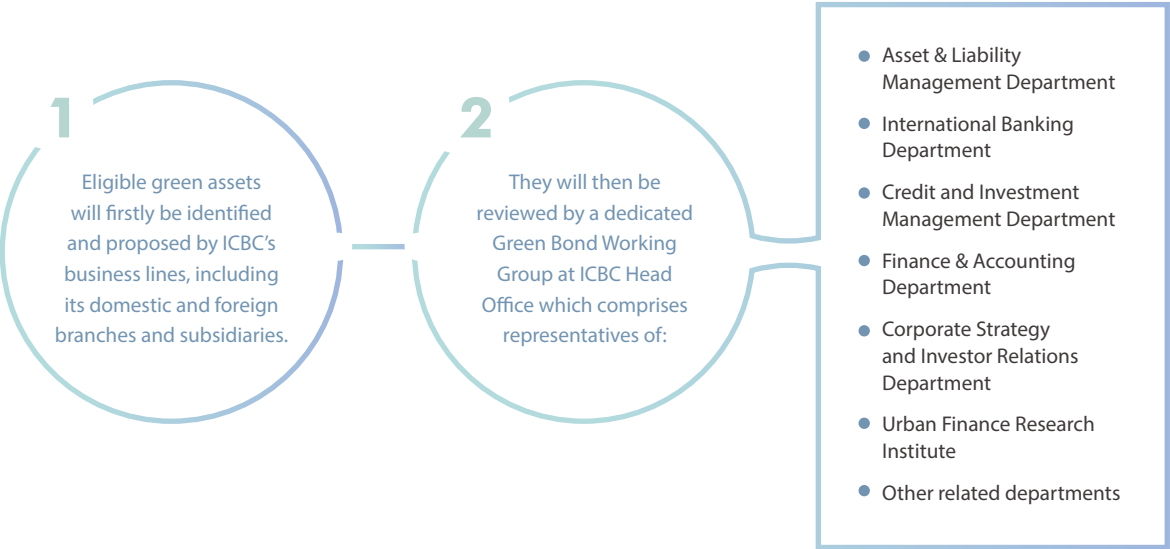 1
Eligible green assets
will firstly be identified
and proposed by ICBC's
business lines, including
its domestic and foreign
branches and subsidiaries.
2
They will then be
reviewed by a dedicated
Green Bond Working
Group at ICBC Head
Office which comprises
representatives of:
Asset & Liability
Management Department
International Banking
Department
Credit and Investment
Management Department
Finance & Accounting
Department
Corporate Strategy
and Investor Relations
Department
Urban Finance Research
Institute
Other related departments